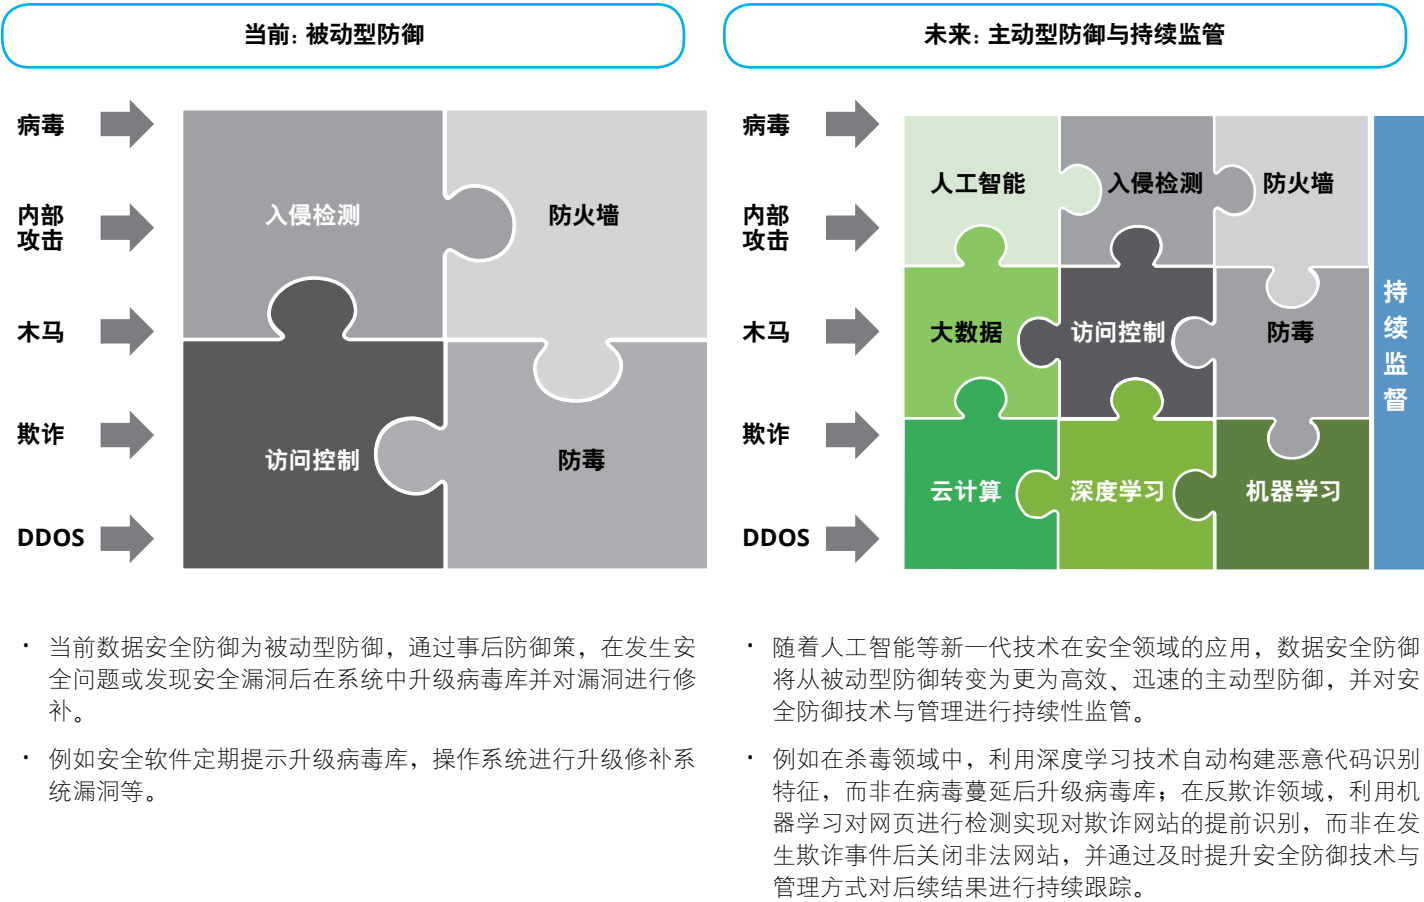 当前：被动型防御
病毒
内部
攻击
木马
欺诈
DDOS
入侵检测
防火墙
访问控制
防毒
· 当前数据安全防御为被动型防御，通过事后防御策，在发生安
全问题或发现安全漏洞后在系统中升级病毒库并对漏洞进行修
补。
· 例如安全软件定期提示升级病毒库，操作系统进行升级修补系
统漏洞等。
未来：主动型防御与持续监管
病毒
内部
攻击
木马
欺诈
DDOS
人工智能
入侵检测
防火墙
大数据
访问控制
防毒
云计算
深度学习
机器学习
持
续
监
督
· 随着人工智能等新一代技术在安全领域的应用，数据安全防御
将从被动型防御转变为更为高效、迅速的主动型防御，并对安
全防御技术与管理进行持续性监管。
· 例如在杀毒领域中，利用深度学习技术自动构建恶意代码识别
特征，而非在病毒蔓延后升级病毒库；在反欺诈领域，利用机
器学习对网页进行检测实现对欺诈网站的提前识别，而非在发
生欺诈事件后关闭非法网站，并通过及时提升安全防御技术与
管理方式对后续结果进行持续跟踪。